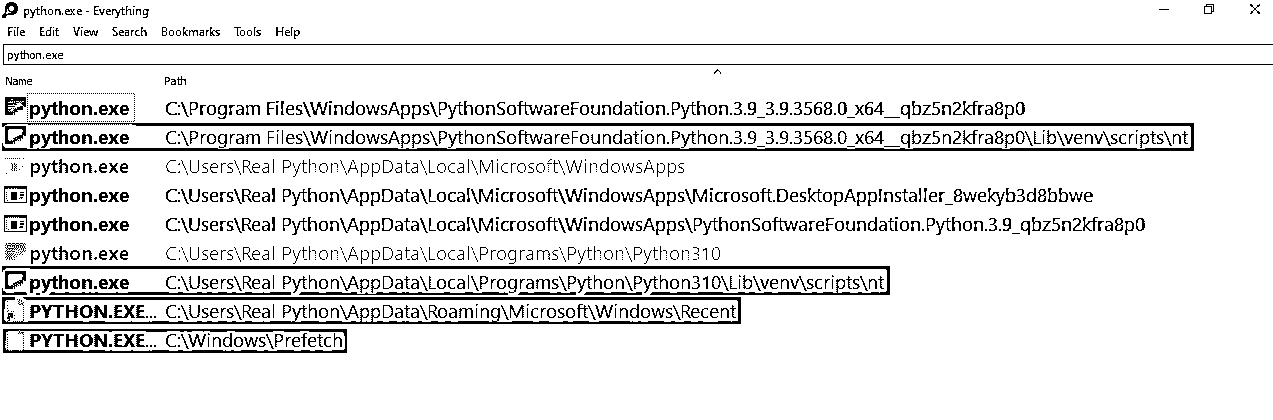 python.exe - Everything
File Edit View Search Bookmarks Tools Help
python.exe
Name Path
python.exe C:\Program Files\WindowsApps\PythonSoftwareFoundation.Python.3.9_3.9.3568.0_x64__qbz5n2kfra8p0
python.exe C:\Program Files\WindowsApps\PythonSoftwareFoundation.Python.3.9_3.9.3568.0_x64__qbz5n2kfra8p0\Lib\venv\scripts\nt
python.exe C:\Users\Real Python\AppData\Local\Microsoft\WindowsApps
python.exe C:\Users\Real Python\AppData\Local\Microsoft\WindowsApps\Microsoft.DesktopAppInstaller_8wekyb3d8bbwe
python.exe C:\Users\Real Python\AppData\Local\Microsoft\WindowsApps\PythonSoftwareFoundation.Python.3.9_qbz5n2kfra8p0
python.exe C:\Users\Real Python\AppData\Local\Programs\Python\Python310
python.exe C:\Users\Real Python\AppData\Local\Programs\Python\Python310\Lib\venv\scripts\nt
PYTHON.EXE... C:\Users\Real Python\AppData\Roaming\Microsoft\Windows\Recent
PYTHON.EXE... C:\Windows\Prefetch